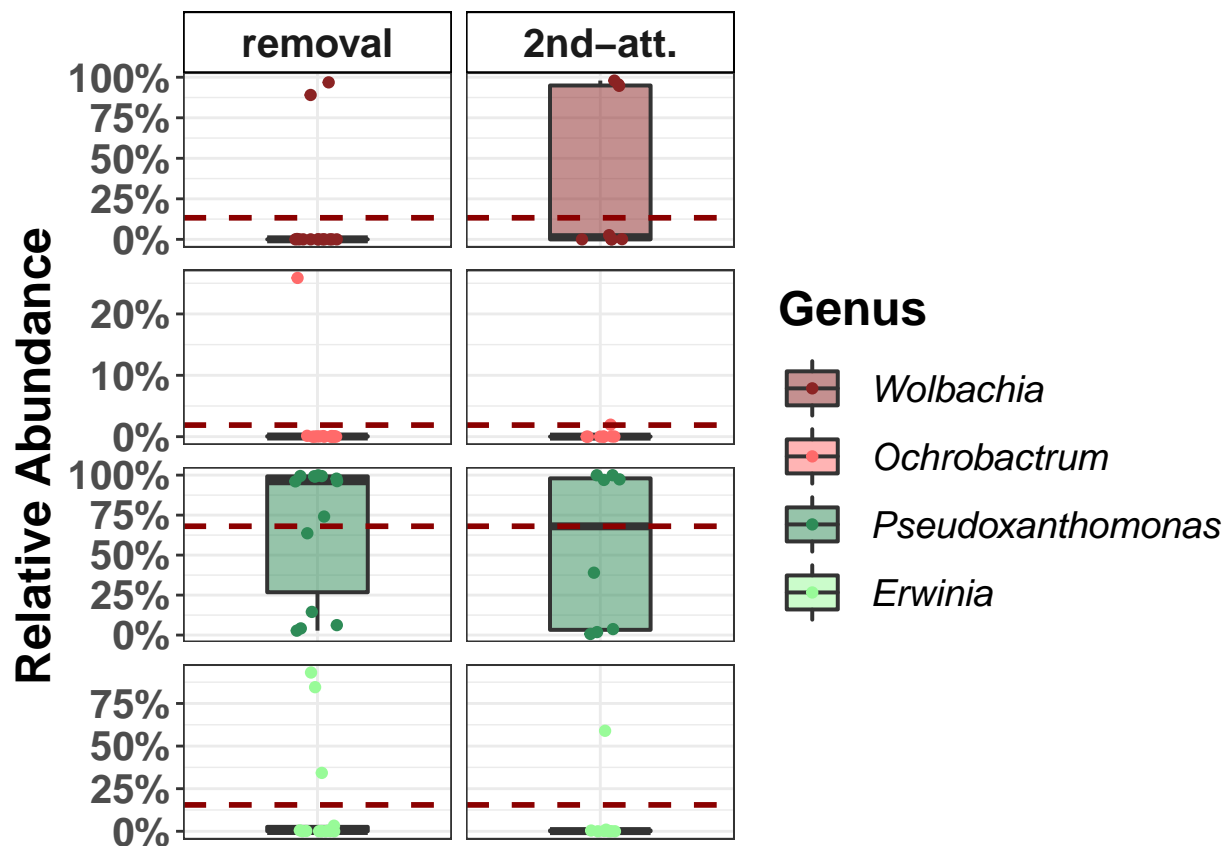 removal
2nd–att.
Relative Abundance
100%
75%
50%
25%
0%
20%
10%
0%
100%
75%
50%
25%
0%
75%
50%
25%
0%
Genus
Wolbachia
Ochrobactrum
Pseudoxanthomonas
Erwinia